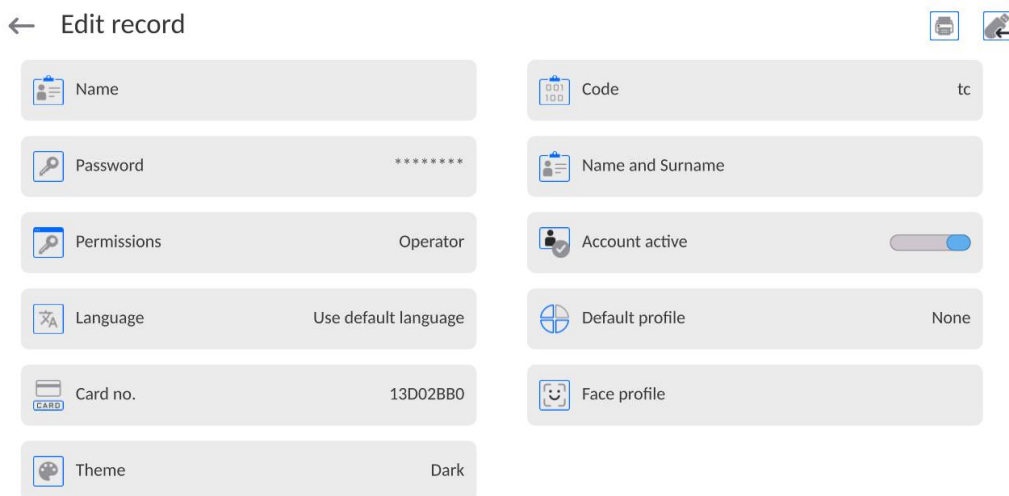 Edit record
Name
Code tc
Password ********
Name and Surname
Permissions Operator
Account active
Language Use default language
Default profile None
CARD Card no. 13D02BB0
Face profile
Theme Dark